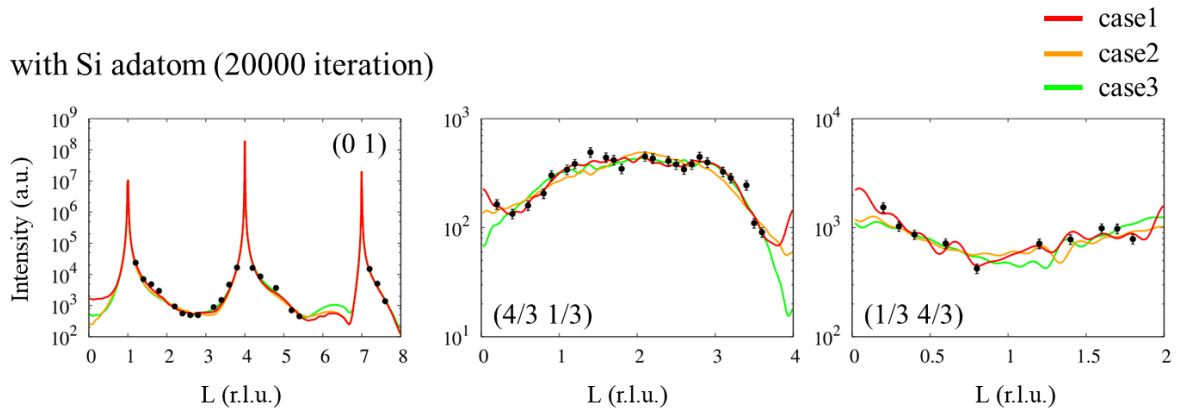 case1
case2
case3
with Si adatom (20000 iteration)
Intensity (a.u.)
10^9
10^8
10^7
10^6
10^5
10^4
10^3
10^2
(0 1)
0 1 2 3 4 5 6 7 8
L (r.l.u.)
10^3
10^2
10^1
(4/3 1/3)
0 1 2 3 4
L (r.l.u.)
10^4
10^3
10^2
(1/3 4/3)
0 0.5 1 1.5 2
L (r.l.u.)